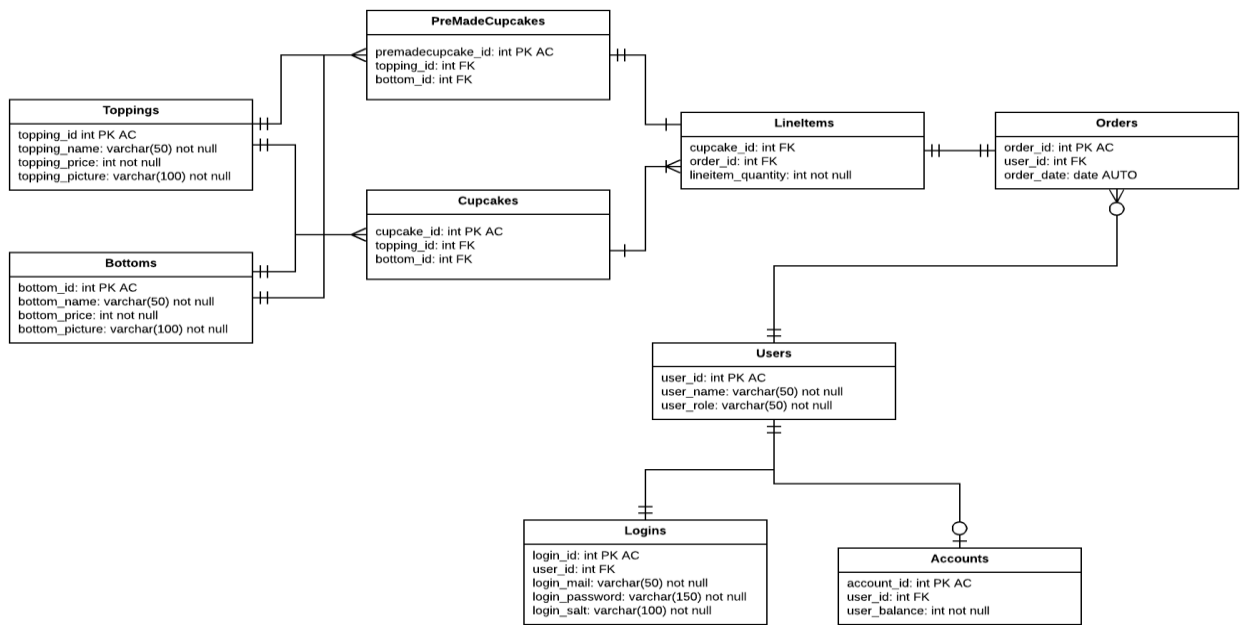 PreMadeCupcakes
premadecupcake_id: int PK AC
topping_id: int FK
bottom_id: int FK
Toppings
topping_id int PK AC
topping_name: varchar(50) not null
topping_price: int not null
topping_picture: varchar(100) not null
LineItems
cupcake_id: int FK
order_id: int FK
lineitem_quantity: int not null
Orders
order_id: int PK AC
user_id: int FK
order_date: date AUTO
Cupcakes
cupcake_id: int PK AC
topping_id: int FK
bottom_id: int FK
Bottoms
bottom_id: int PK AC
bottom_name: varchar(50) not null
bottom_price: int not null
bottom_picture: varchar(100) not null
Users
user_id: int PK AC
user_name: varchar(50) not null
user_role: varchar(50) not null
Logins
login_id: int PK AC
user_id: int FK
login_mail: varchar(50) not null
login_password: varchar(150) not null
login_salt: varchar(100) not null
Accounts
account_id: int PK AC
user_id: int FK
user_balance: int not null